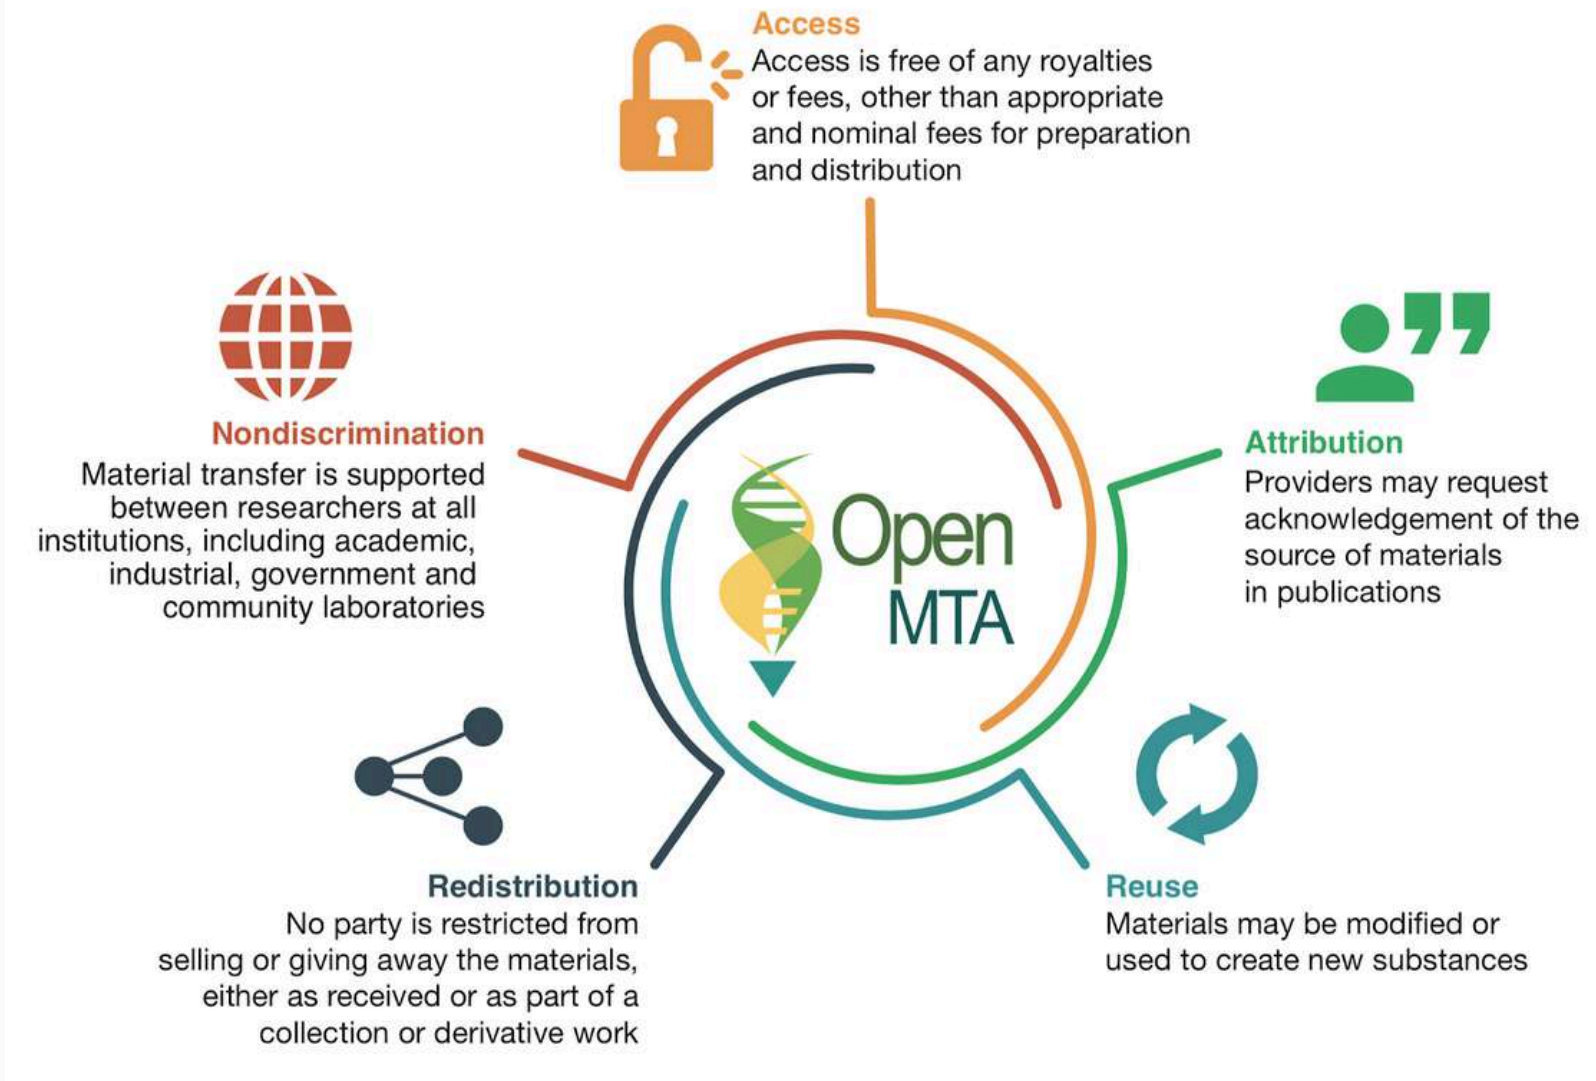 Access
Access is free of any royalties
or fees, other than appropriate
and nominal fees for preparation
and distribution
Nondiscrimination
Material transfer is supported
between researchers at all
institutions, including academic,
industrial, government and
community laboratories
Open
MTA
Attribution
Providers may request
acknowledgement of the
source of materials
in publications
Redistribution
No party is restricted from
selling or giving away the materials,
either as received or as part of a
collection or derivative work
Reuse
Materials may be modified or
used to create new substances